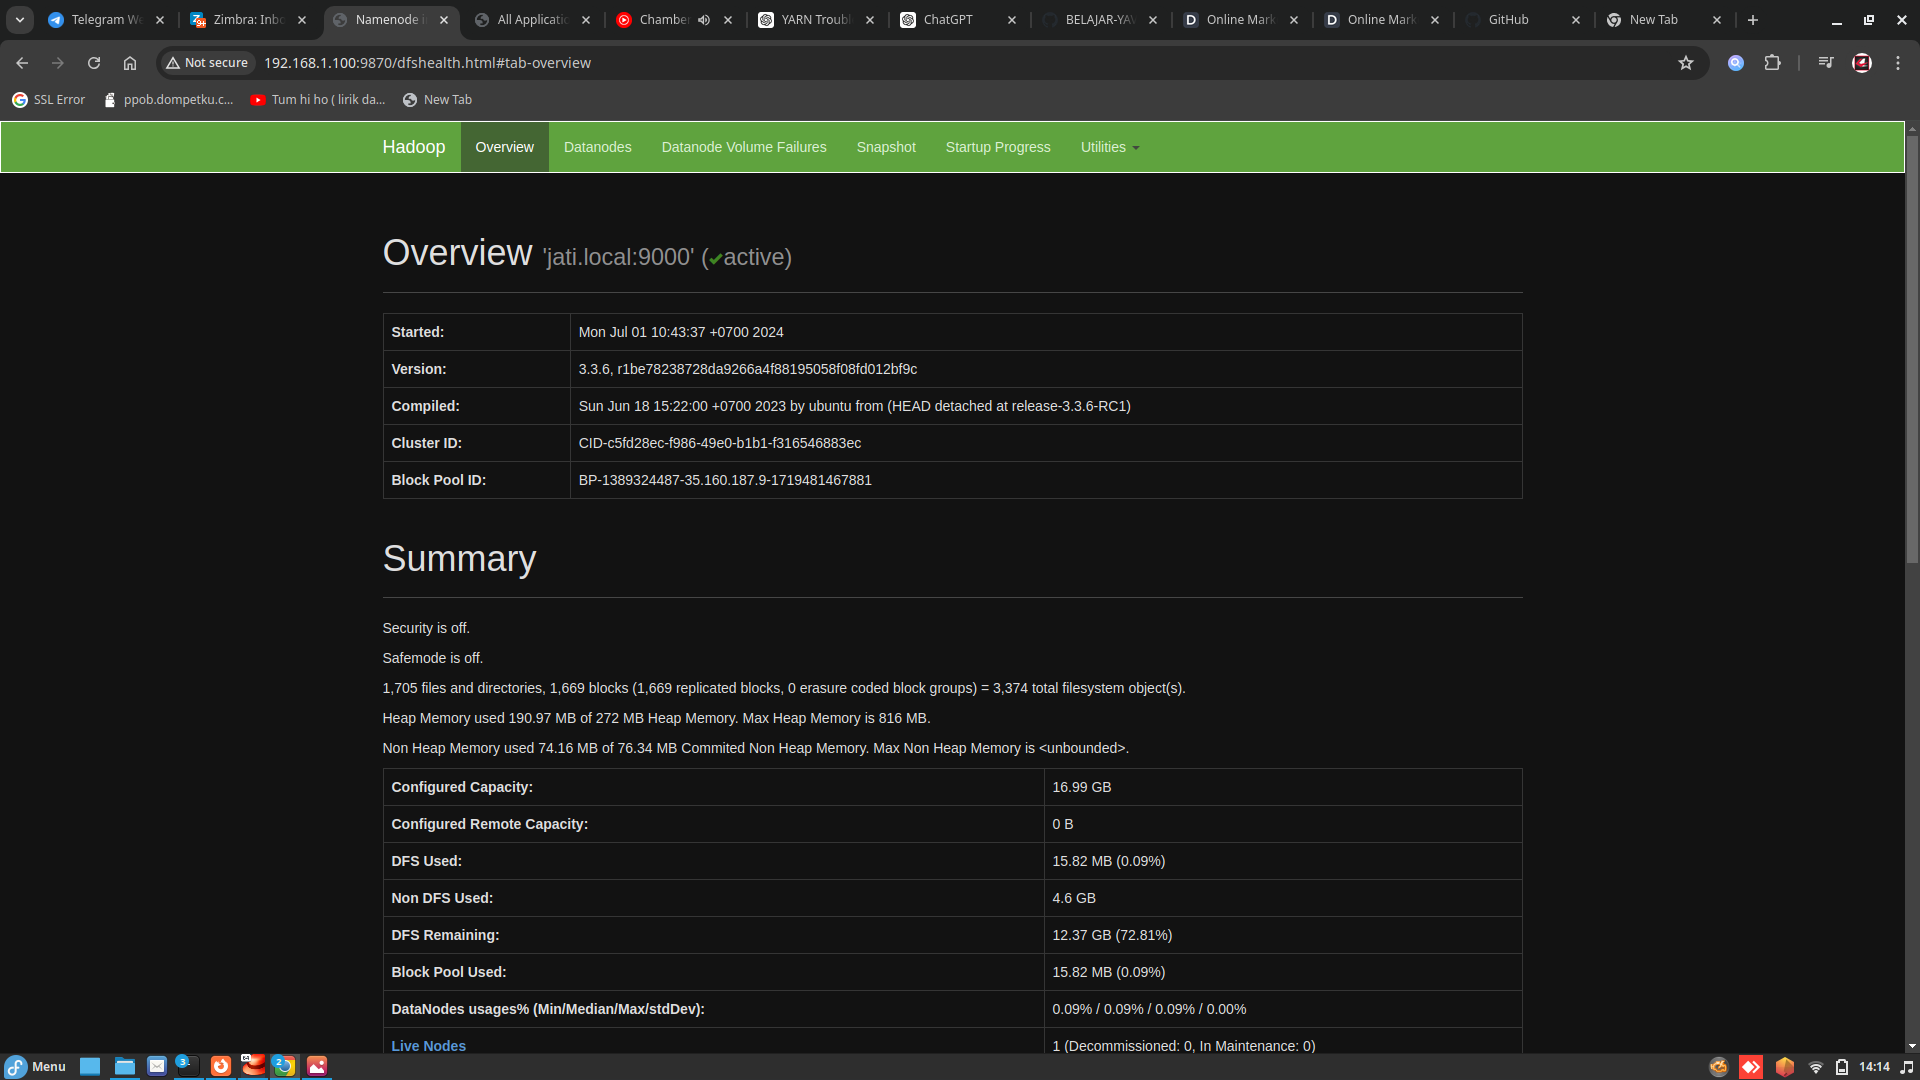 Telegram We
Zimbra: Inbo
Namenode i
All Applicatio
Chamber
YARN Troubl
ChatGPT
BELAJAR-YAV
Online Mark
Online Mark
GitHub
New Tab
Not secure
192.168.1.100:9870/dfshealth.html#tab-overview
SSL Error
ppob.dompetku.c...
Tum hi ho ( lirik da...
New Tab
Hadoop
Overview
Datanodes
Datanode Volume Failures
Snapshot
Startup Progress
Utilities
Overview 'jati.local:9000' (✔active)
Started: Mon Jul 01 10:43:37 +0700 2024
Version: 3.3.6, r1be78238728da9266a4f88195058f08fd012bf9c
Compiled: Sun Jun 18 15:22:00 +0700 2023 by ubuntu from (HEAD detached at release-3.3.6-RC1)
Cluster ID: CID-c5fd28ec-f986-49e0-b1b1-f316546883ec
Block Pool ID: BP-1389324487-35.160.187.9-1719481467881
Summary
Security is off.
Safemode is off.
1,705 files and directories, 1,669 blocks (1,669 replicated blocks, 0 erasure coded block groups) = 3,374 total filesystem object(s).
Heap Memory used 190.97 MB of 272 MB Heap Memory. Max Heap Memory is 816 MB.
Non Heap Memory used 74.16 MB of 76.34 MB Commited Non Heap Memory. Max Non Heap Memory is <unbounded>.
Configured Capacity: 16.99 GB
Configured Remote Capacity: 0 B
DFS Used: 15.82 MB (0.09%)
Non DFS Used: 4.6 GB
DFS Remaining: 12.37 GB (72.81%)
Block Pool Used: 15.82 MB (0.09%)
DataNodes usages% (Min/Median/Max/stdDev): 0.09% / 0.09% / 0.09% / 0.00%
Live Nodes 1 (Decommissioned: 0, In Maintenance: 0)
Menu
3
64
2
14:14